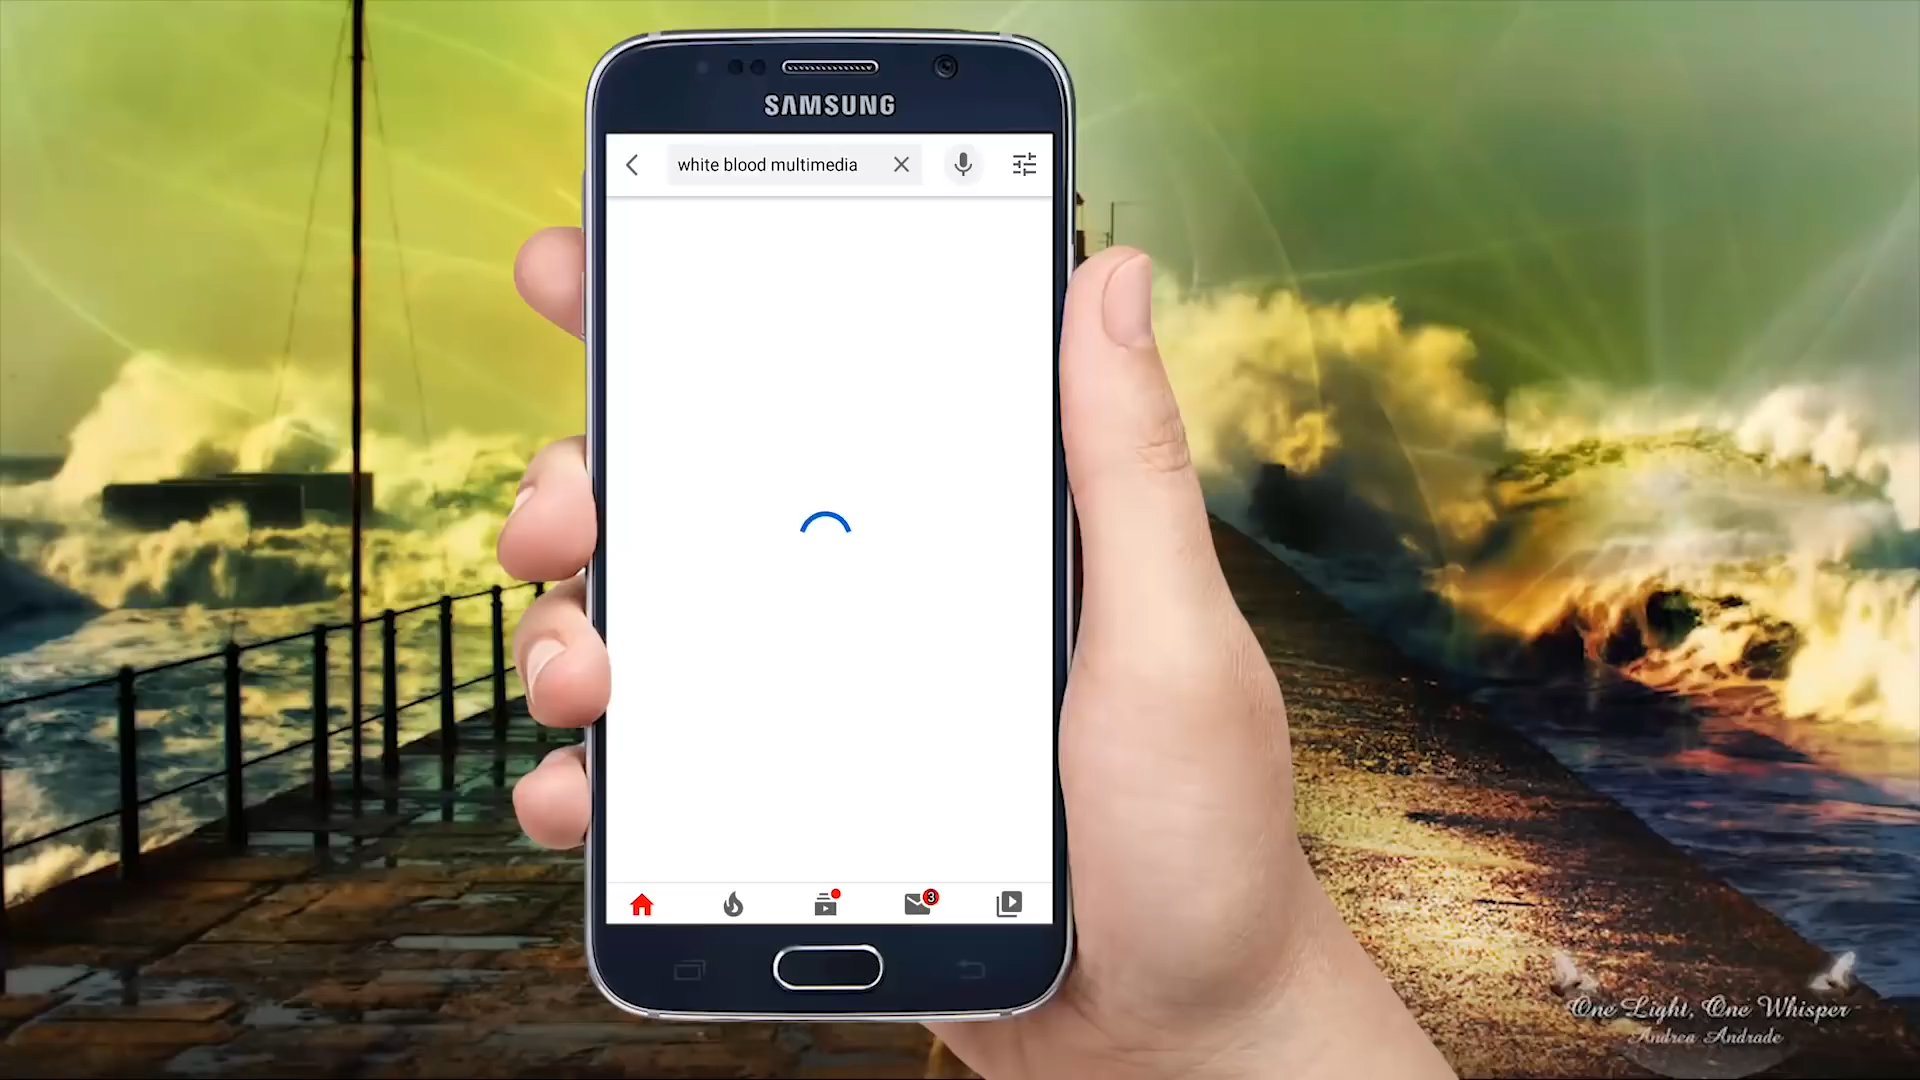 SAMSUNG
white blood multimedia
3
One Light, One Whisper
Andrea Andrade